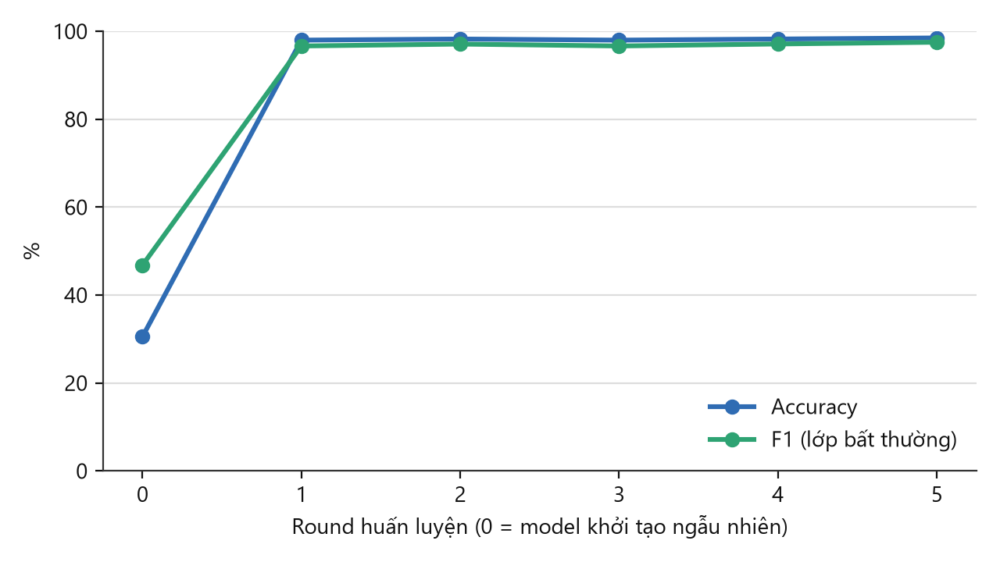 100
80
60
40
20
0
%
Accuracy
F1 (lớp bất thường)
0 1 2 3 4 5
Round huấn luyện (0 = model khởi tạo ngẫu nhiên)